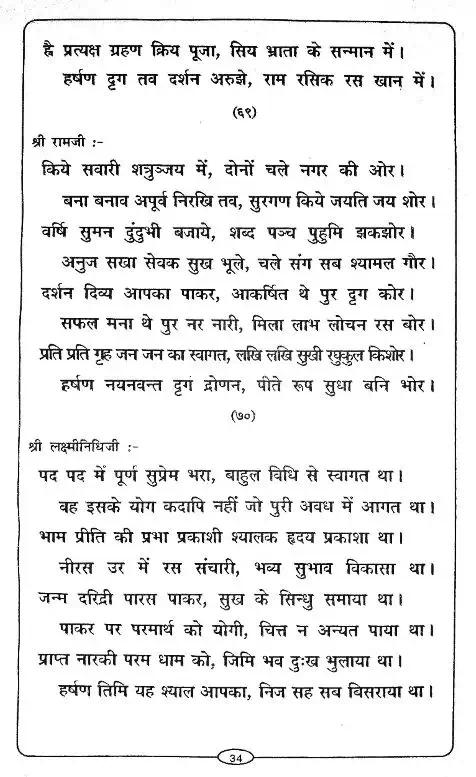 ह्वै प्रत्यक्ष ग्रहण क्रिय पूजा, सिय भ्राता के सन्मान में।
हर्षण दृग तव दर्शन अरुझे, राम रसिक रस खान में।
(६९)
श्री रामजी :-
किये सवारी शत्रुञ्जय में, दोनों चले नगर की ओर।
बना बनाव अपूर्व निरखि तव, सुरगण किये जयति जय शोर।
वर्षि सुमन दुंदुभी बजाये, शब्द पञ्च पुहुमि झकझोर।
अनुज सखा सेवक सुख भूले, चले संग सब श्यामल गौर।
दर्शन दिव्य आपका पाकर, आकर्षित थे पुर दृग कोर।
सफल मना थे पुर नर नारी, मिला लाभ लोचन रस बोर।
प्रति प्रति गृह जन जन का स्वागत, लखि लखि सुखी रघुकुल किशोर।
हर्षण नयनवन्त दृग द्रोणन, पीते रूप सुधा बनि भोर।
(७०)
श्री लक्ष्मीनिधिजी :-
पद पद में पूर्ण सुप्रेम भरा, बाहुल विधि से स्वागत था।
वह इसके योग कदापि नहीं जो पुरी अवध में आगत था।
भाम प्रीति की प्रभा प्रकाशी श्यालक हृदय प्रकाशा था।
नीरस उर में रस संचारी, भव्य सुभाव विकासा था।
जन्म दरिद्री पारस पाकर, सुख के सिन्धु समाया था।
पाकर पर परमार्थ को योगी, चित्त न अन्यत पाया था।
प्राप्त नारकी परम धाम को, जिमि भव दुःख भुलाया था।
हर्षण तिमि यह श्याल आपका, निज सह सब विसराया था।
34